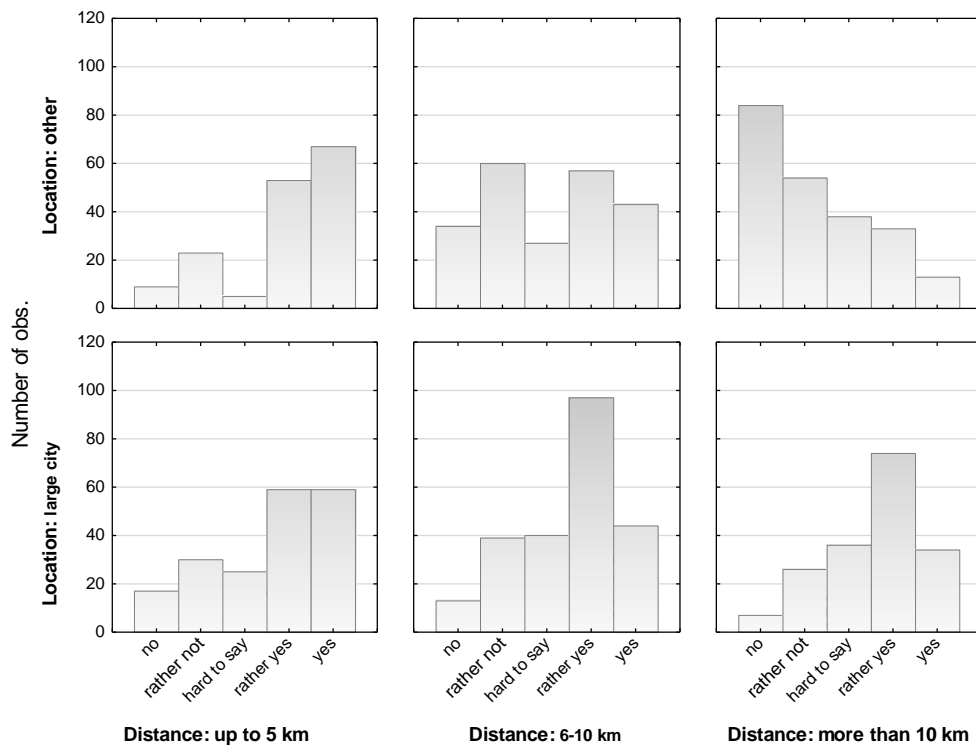 Number of obs.
Location: other
120
100
80
60
40
20
0
Location: large city
120
100
80
60
40
20
0
no
rather not
hard to say
rather yes
yes
no
rather not
hard to say
rather yes
yes
no
rather not
hard to say
rather yes
yes
Distance: up to 5 km
Distance: 6-10 km
Distance: more than 10 km